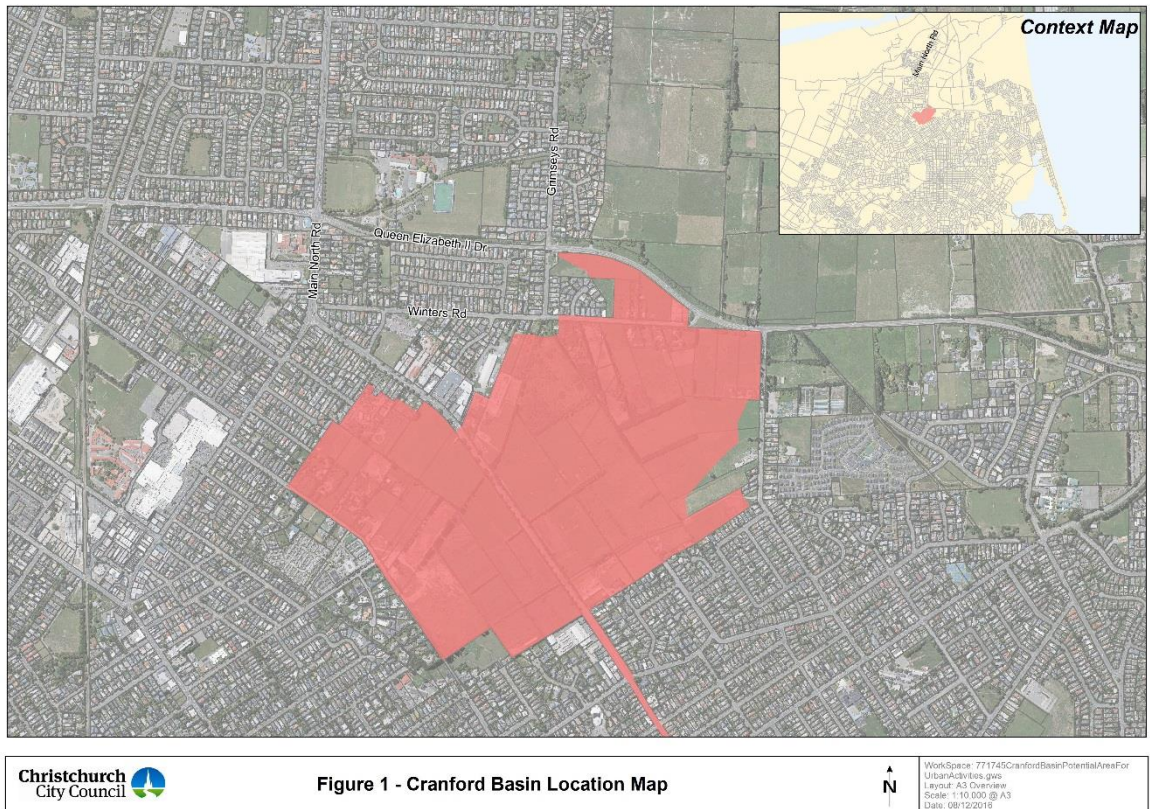 Context Map
Main North Rd
Grimseys Rd
Queen Elizabeth II Dr
Main North Rd
Winters Rd
Christchurch
City Council
Figure 1 - Cranford Basin Location Map
N
WorkSpace: 771745CranfordBasinPotentialAreaFor
UrbanActivities.gws
Layout: A3 Overview
Scale: 1:10,000 @ A3
Date: 08/12/2016